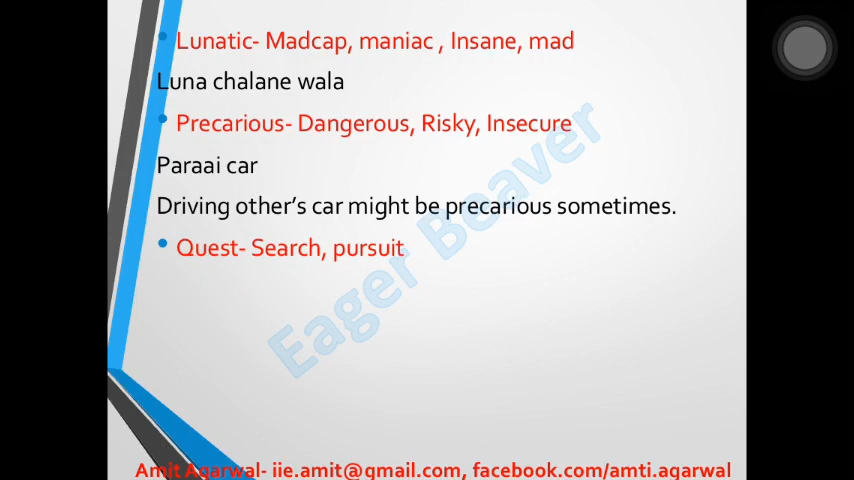 Lunatic- Madcap, maniac , Insane, mad
Luna chalane wala
Precarious- Dangerous, Risky, Insecure
Paraai car
Driving other's car might be precarious sometimes.
Quest- Search, pursuit
Eager Beaver
Amit Agarwal- iie.amit@gmail.com, facebook.com/amti.agarwal